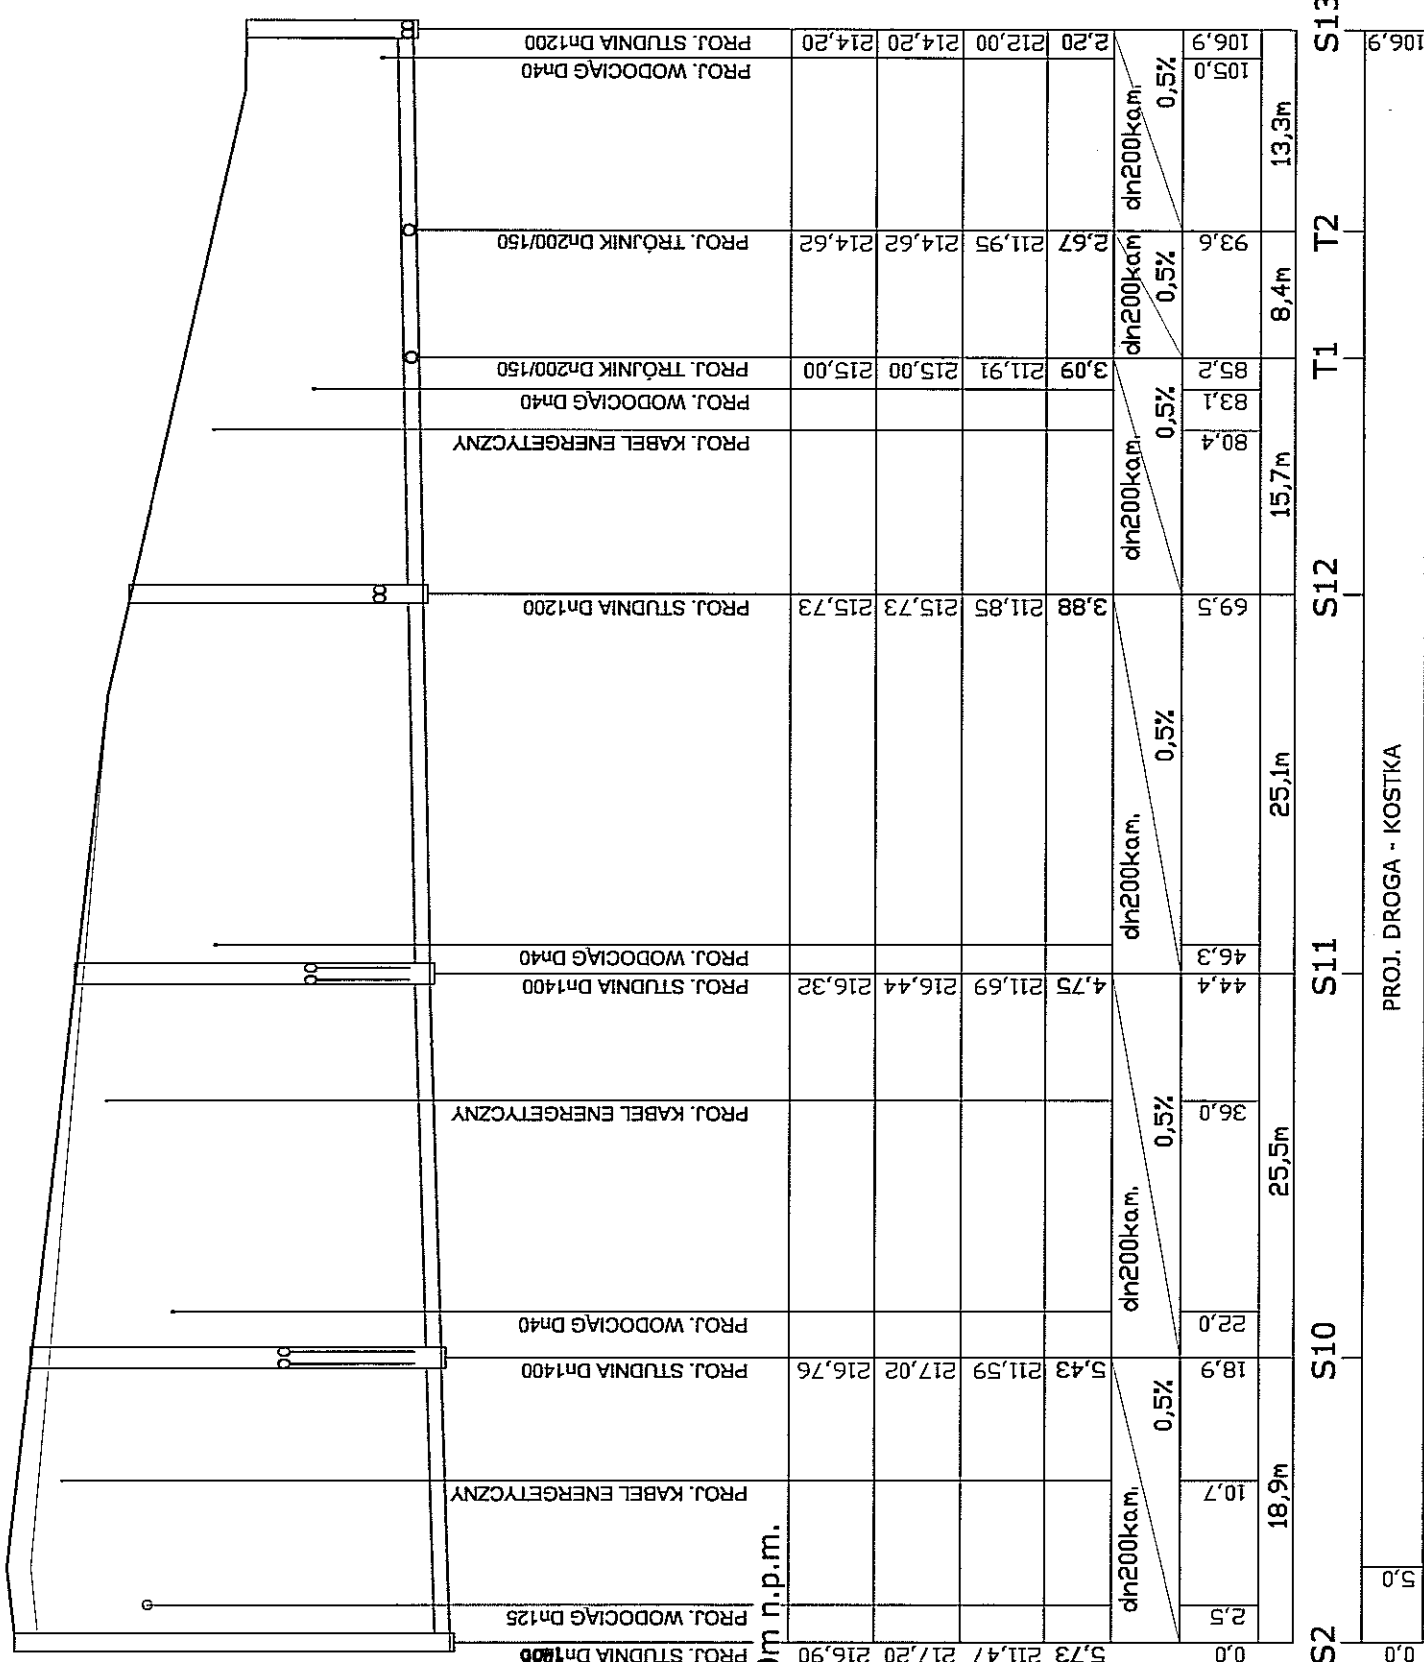 PROJ. STUDNIA
PROJ. WODOCIĄG Dn125
PROJ. KABEL ENERGETYCZNY
PROJ. STUDNIA Dn1400
PROJ. WODOCIĄG Dn40
PROJ. KABEL ENERGETYCZNY
PROJ. STUDNIA Dn1400
PROJ. WODOCIĄG Dn40
PROJ. STUDNIA Dn1200
PROJ. KABEL ENERGETYCZNY
PROJ. WODOCIĄG Dn40
PROJ. TRÓJNIK Dn200/150
PROJ. TRÓJNIK Dn200/150
PROJ. WODOCIĄG Dn40
PROJ. STUDNIA Dn1200
m n.p.m.
216,90 216,76 216,32 215,73 215,00 214,62 214,20
217,20 217,02 216,44 215,73 215,00 214,62 214,20
211,47 211,59 211,69 211,85 211,91 211,95 212,00
5,73 5,43 4,75 3,88 3,09 2,67 2,20
dn200kam. dn200kam. dn200kam. dn200kam. dn200kam dn200kam.
0,5% 0,5% 0,5% 0,5% 0,5% 0,5%
0,0 2,5 10,7 18,9 22,0 36,0 44,4 46,3 69,5 80,4 83,1 85,2 93,6 105,0 106,9
18,9m 25,5m 25,1m 15,7m 8,4m 13,3m
S2 S10 S11 S12 T1 T2 S13
0,0 5,0 PROJ. DROGA - KOSTKA 106,9